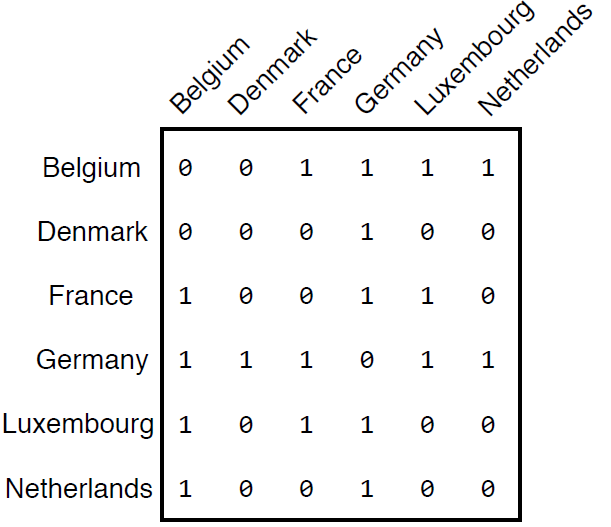 Belgium Denmark France Germany Luxembourg Netherlands
Belgium 0 0 1 1 1 1
Denmark 0 0 0 1 0 0
France 1 0 0 1 1 0
Germany 1 1 1 0 1 1
Luxembourg 1 0 1 1 0 0
Netherlands 1 0 0 1 0 0